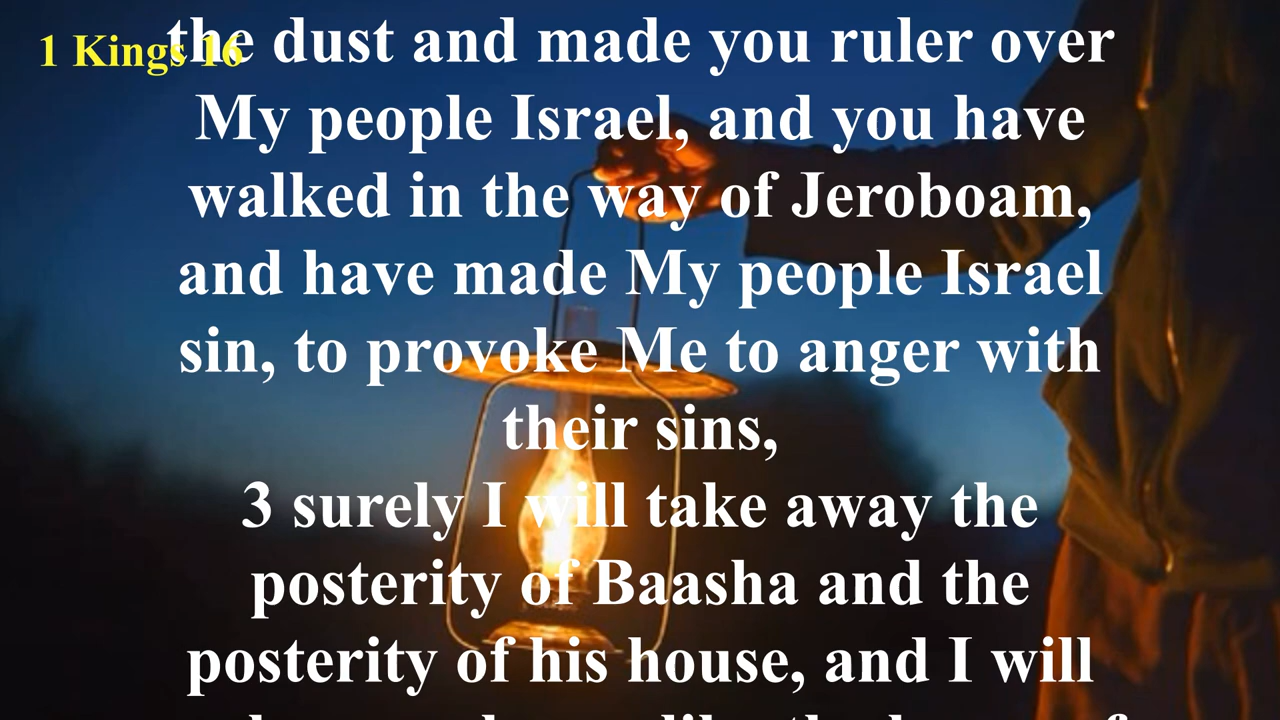 1 Kings 16
the dust and made you ruler over
My people Israel, and you have
walked in the way of Jeroboam,
and have made My people Israel
sin, to provoke Me to anger with
their sins,
3 surely I will take away the
posterity of Baasha and the
posterity of his house, and I will